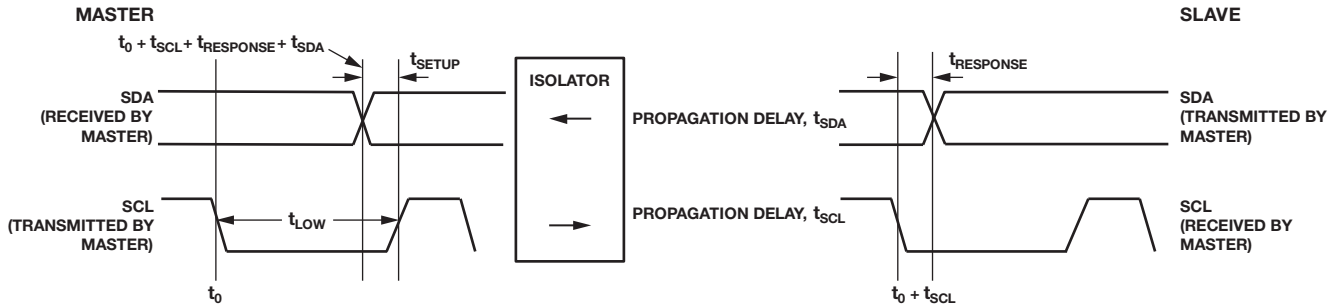 MASTER
SLAVE
t0 + tSCL + tRESPONSE + tSDA
tSETUP
ISOLATOR
tRESPONSE
SDA
(RECEIVED BY
MASTER)
PROPAGATION DELAY, tSDA
SDA
(TRANSMITTED BY
MASTER)
SCL
(TRANSMITTED BY
MASTER)
tLOW
PROPAGATION DELAY, tSCL
SCL
(RECEIVED BY
MASTER)
t0
t0 + tSCL